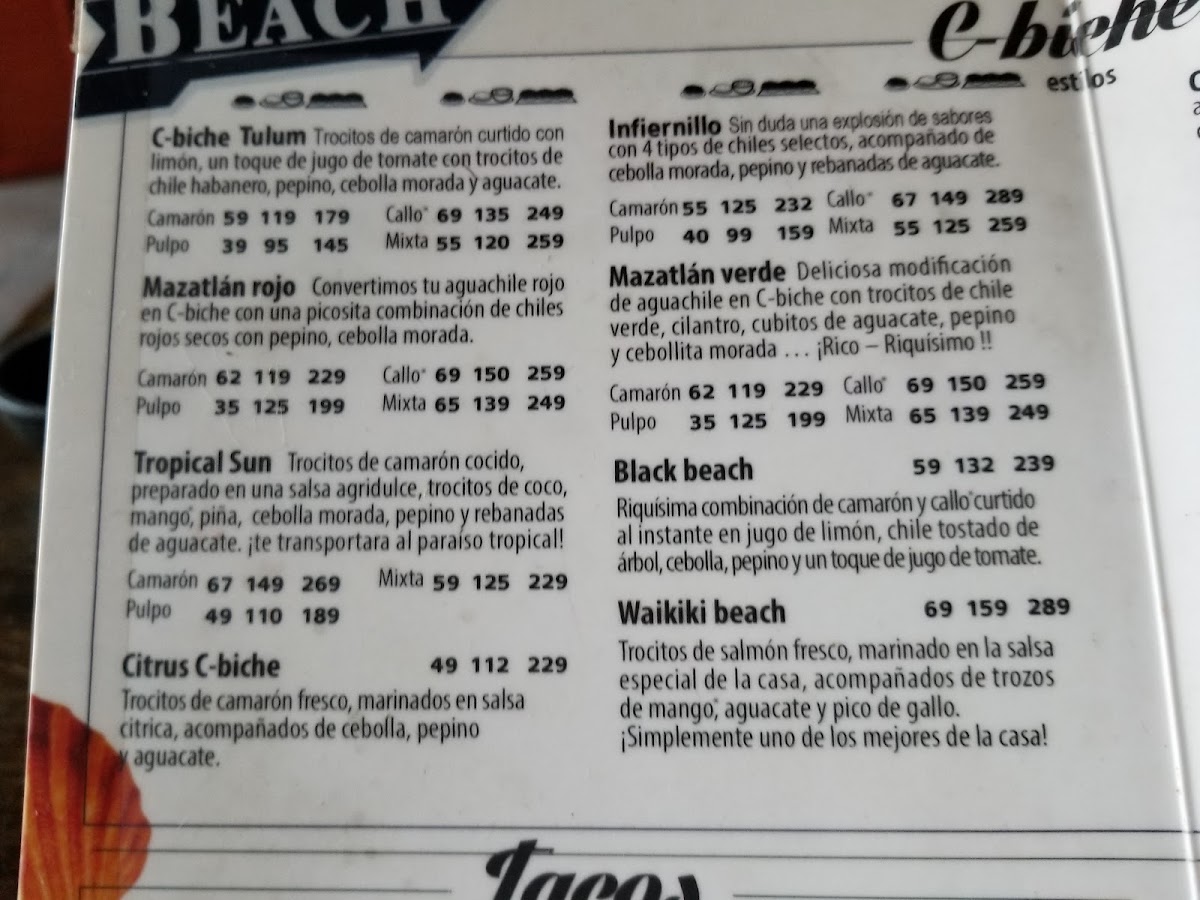 BEACH
C-biche
estilos
C-biche Tulum Trocitos de camarón curtido con
limón, un toque de jugo de tomate con trocitos de
chile habanero, pepino, cebolla morada y aguacate.
Camarón 59 119 179 Callo* 69 135 249
Pulpo 39 95 145 Mixta 55 120 259
Mazatlán rojo Convertimos tu aguachile rojo
en C-biche con una picosita combinación de chiles
rojos secos con pepino, cebolla morada.
Camarón 62 119 229 Callo* 69 150 259
Pulpo 35 125 199 Mixta 65 139 249
Tropical Sun Trocitos de camarón cocido,
preparado en una salsa agridulce, trocitos de coco,
mango*, piña, cebolla morada, pepino y rebanadas
de aguacate. ¡te transportara al paraíso tropical!
Camarón 67 149 269 Mixta 59 125 229
Pulpo 49 110 189
Citrus C-biche 49 112 229
Trocitos de camarón fresco, marinados en salsa
citrica, acompañados de cebolla, pepino
y aguacate.
Infiernillo Sin duda una explosión de sabores
con 4 tipos de chiles selectos, acompañado de
cebolla morada, pepino y rebanadas de aguacate.
Camarón 55 125 232 Callo* 67 149 289
Pulpo 40 99 159 Mixta 55 125 259
Mazatlán verde Deliciosa modificación
de aguachile en C-biche con trocitos de chile
verde, cilantro, cubitos de aguacate, pepino
y cebollita morada ... ¡Rico – Riquísimo !!
Camarón 62 119 229 Callo* 69 150 259
Pulpo 35 125 199 Mixta 65 139 249
Black beach 59 132 239
Riquísima combinación de camarón y callo* curtido
al instante en jugo de limón, chile tostado de
árbol, cebolla, pepino y un toque de jugo de tomate.
Waikiki beach 69 159 289
Trocitos de salmón fresco, marinado en la salsa
especial de la casa, acompañados de trozos
de mango*, aguacate y pico de gallo.
¡Simplemente uno de los mejores de la casa!
Tacos